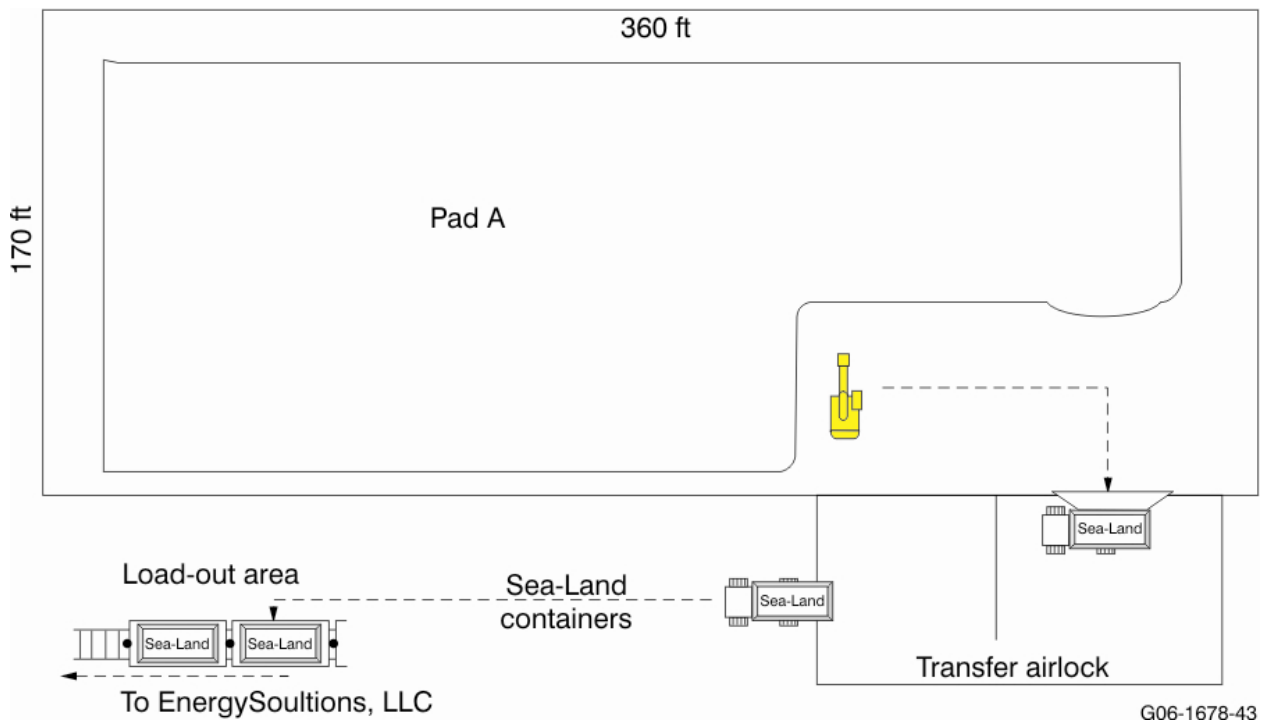 360 ft
170 ft
Pad A
Sea-Land
Load-out area
Sea-Land
containers
Sea-Land
Sea-Land
Sea-Land
Transfer airlock
To EnergySoultions, LLC
G06-1678-43